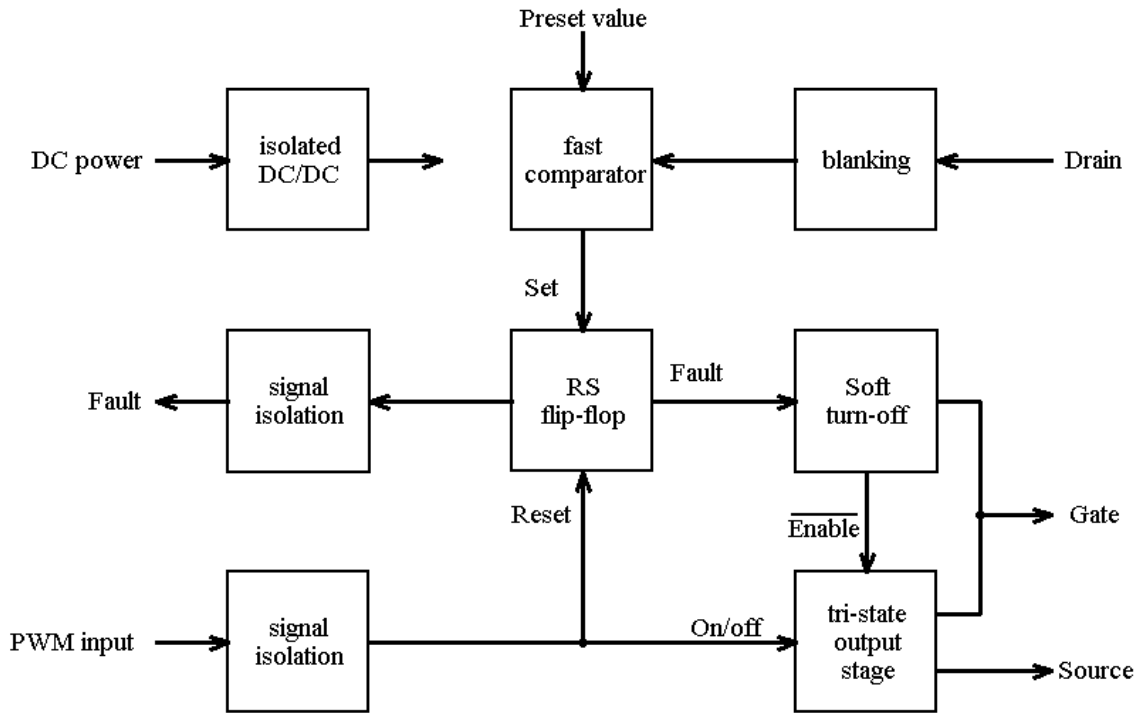 Preset value
DC power
isolated
DC/DC
fast
comparator
blanking
Drain
Set
Fault
signal
isolation
RS
flip-flop
Fault
Soft
turn-off
Reset
Enable
Gate
PWM input
signal
isolation
On/off
tri-state
output
stage
Source